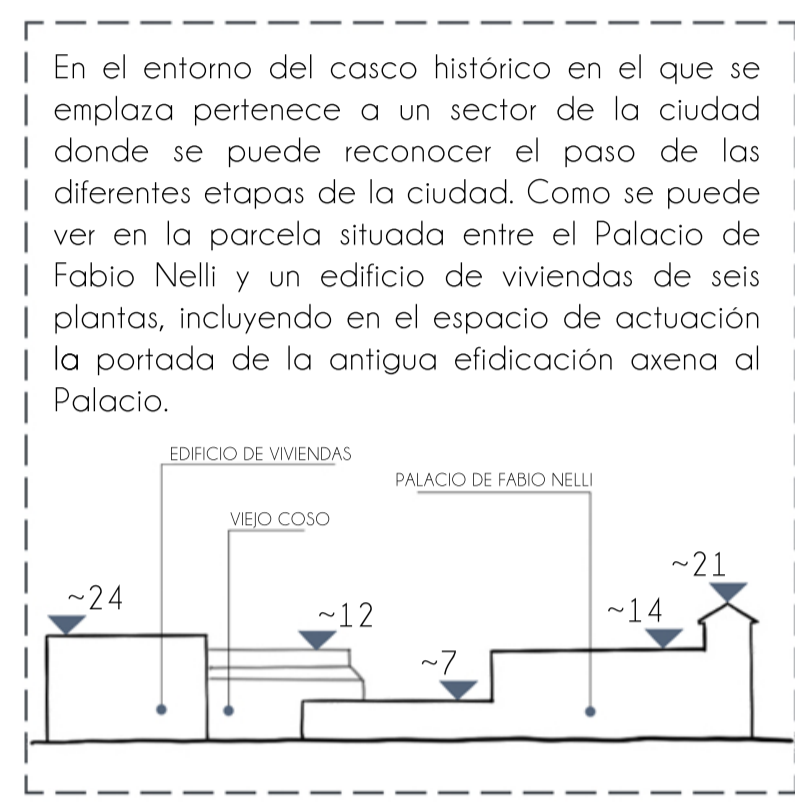 En el entorno del casco histórico en el que se
emplaza pertenece a un sector de la ciudad
donde se puede reconocer el paso de las
diferentes etapas de la ciudad. Como se puede
ver en la parcela situada entre el Palacio de
Fabio Nelli y un edificio de viviendas de seis
plantas, incluyendo en el espacio de actuación
la portada de la antigua efidicación axena al
Palacio.
EDIFICIO DE VIVIENDAS
PALACIO DE FABIO NELLI
VIEJO COSO
~21
~24
~12
~14
~7